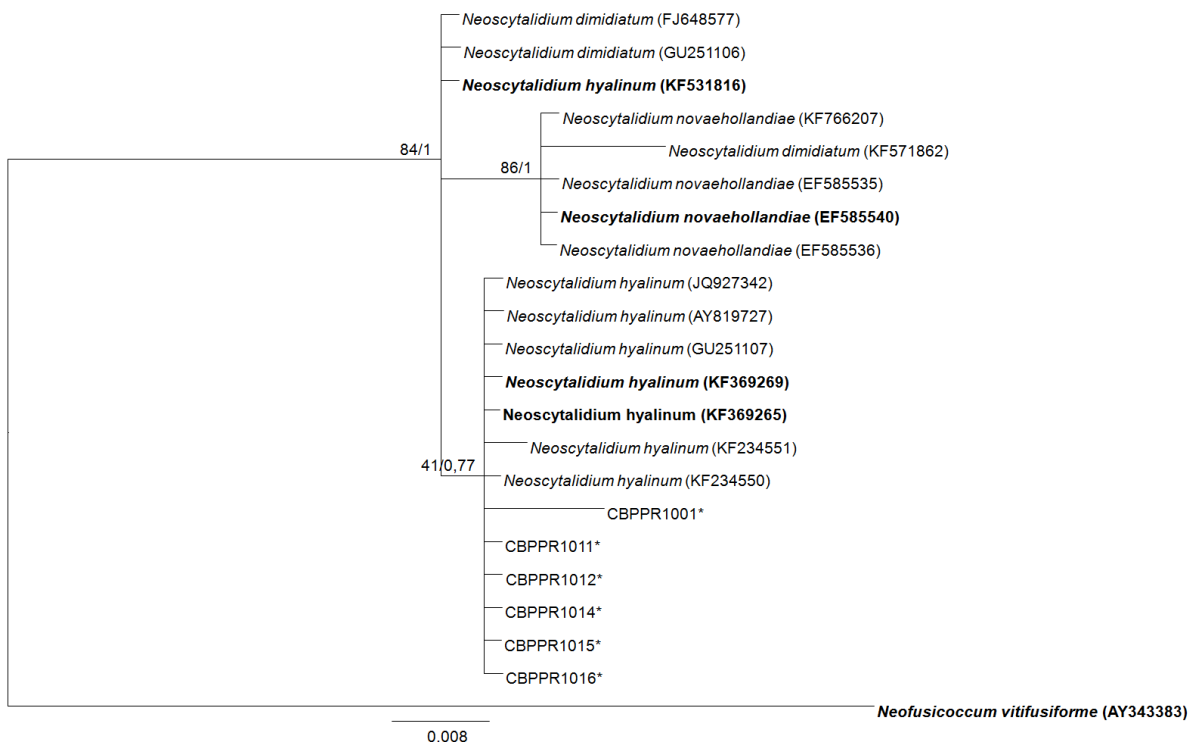 Neoscytalidium dimidiatum (FJ648577)
Neoscytalidium dimidiatum (GU251106)
Neoscytalidium hyalinum (KF531816)
Neoscytalidium novaehollandiae (KF766207)
84/1
Neoscytalidium dimidiatum (KF571862)
86/1
Neoscytalidium novaehollandiae (EF585535)
Neoscytalidium novaehollandiae (EF585540)
Neoscytalidium novaehollandiae (EF585536)
Neoscytalidium hyalinum (JQ927342)
Neoscytalidium hyalinum (AY819727)
Neoscytalidium hyalinum (GU251107)
Neoscytalidium hyalinum (KF369269)
Neoscytalidium hyalinum (KF369265)
Neoscytalidium hyalinum (KF234551)
41/0,77
Neoscytalidium hyalinum (KF234550)
CBPPR1001*
CBPPR1011*
CBPPR1012*
CBPPR1014*
CBPPR1015*
CBPPR1016*
Neofusicoccum vitifusiforme (AY343383)
0.008